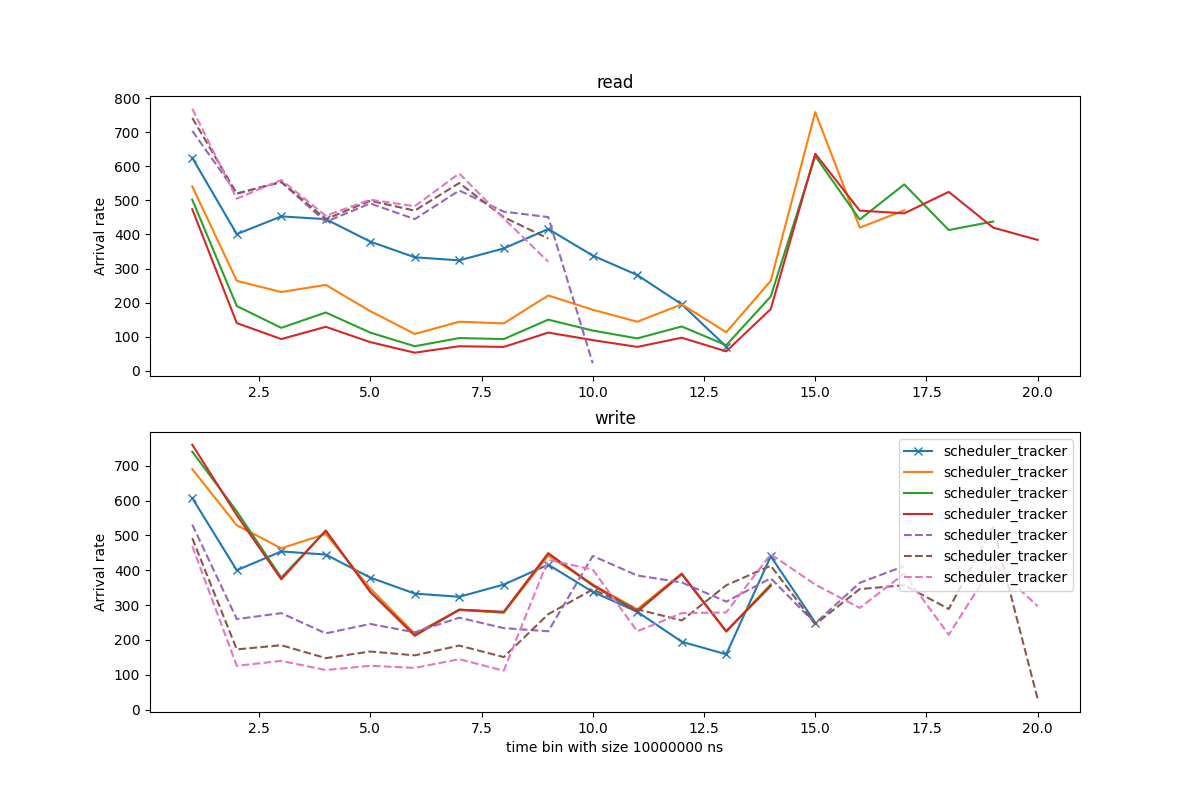 read
800
700
600
500
400
300
200
100
0
Arrival rate
2.5 5.0 7.5 10.0 12.5 15.0 17.5 20.0
write
700
600
500
400
300
200
100
0
Arrival rate
scheduler_tracker
scheduler_tracker
scheduler_tracker
scheduler_tracker
scheduler_tracker
scheduler_tracker
scheduler_tracker
2.5 5.0 7.5 10.0 12.5 15.0 17.5 20.0
time bin with size 10000000 ns